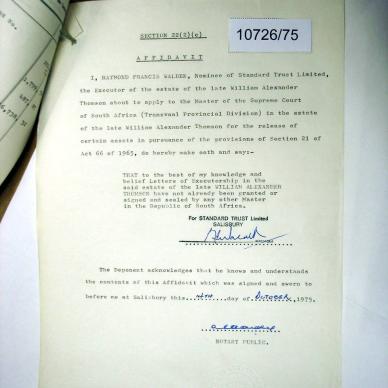 SECTION 22(2)(c)
10726/75
AFFIDAVIT
I, RAYMOND FRANCIS WALDER, Nominee of Standard Trust Limited,
the Executor of the estate of the late William Alexander
Thomson about to apply to the Master of the Supreme Court
of South Africa (Transvaal Provincial Division) in the estate
of the late William Alexander Thomson for the release of
certain assets in pursuance of the provisions of Section 21 of
Act 66 of 1965, do hereby make oath and say:-
THAT to the best of my knowledge and
belief Letters of Executorship in the
said estate of the late WILLIAM ALEXANDER
THOMSON have not already been granted or
signed and sealed by any other Master
in the Republic of South Africa.
For STANDARD TRUST Limited
SALISBURY
MANAGER
The Deponent acknowledges that he knows and understands
the contents of this Affidavit which was signed and sworn to
before me at Salisbury this day of OCTOBER, 1975.
NOTARY PUBLIC.